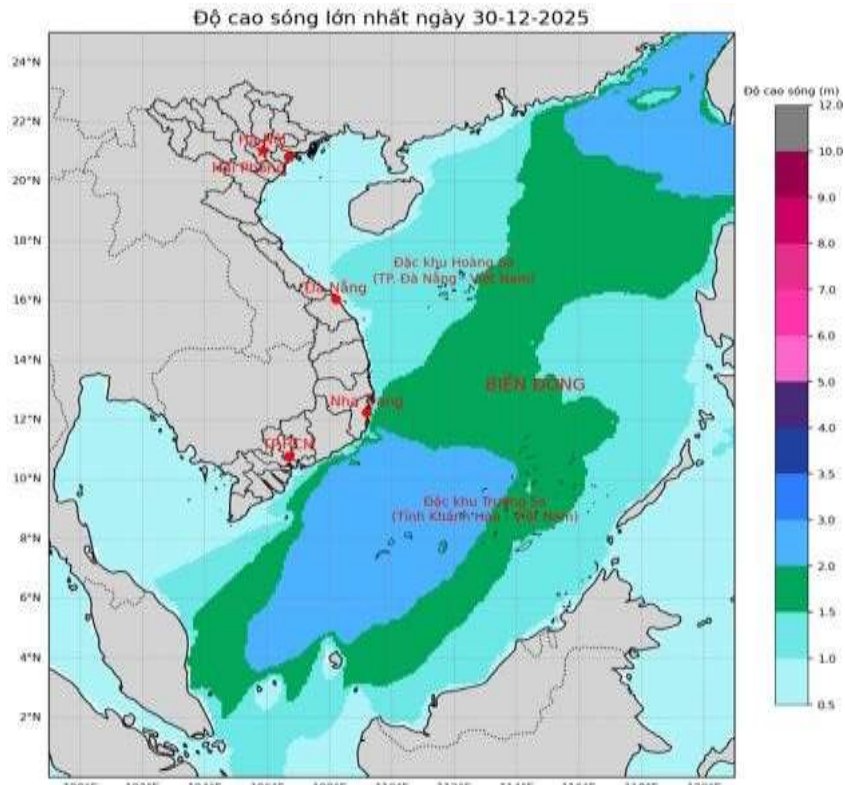 Độ cao sóng lớn nhất ngày 30-12-2025
Độ cao sóng (m)
24°N
22°N
20°N
18°N
16°N
14°N
12°N
10°N
8°N
6°N
4°N
2°N
Hải Phòng
Đặc khu Hoàng Sa
(TP. Đà Nẵng - Việt Nam)
Đà Nẵng
BIỂN ĐÔNG
Nha Trang
TP.HCM
Đặc khu Trường Sa
(Tỉnh Khánh Hòa - Việt Nam)
12.0
10.0
9.0
8.0
7.0
6.0
5.0
4.0
3.5
3.0
2.0
1.5
1.0
0.5